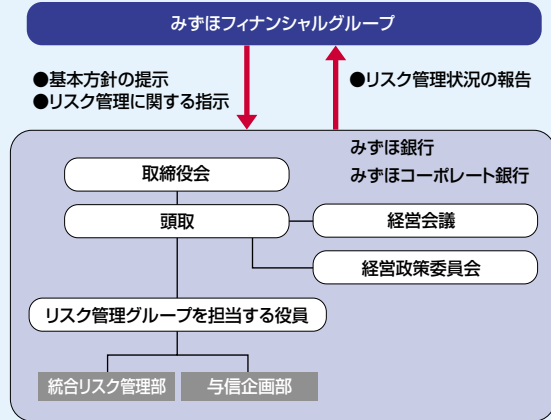 みずほフィナンシャルグループ
●基本方針の提示
●リスク管理に関する指示
●リスク管理状況の報告
みずほ銀行
みずほコーポレート銀行
取締役会
頭取
経営会議
経営政策委員会
リスク管理グループを担当する役員
統合リスク管理部
与信企画部